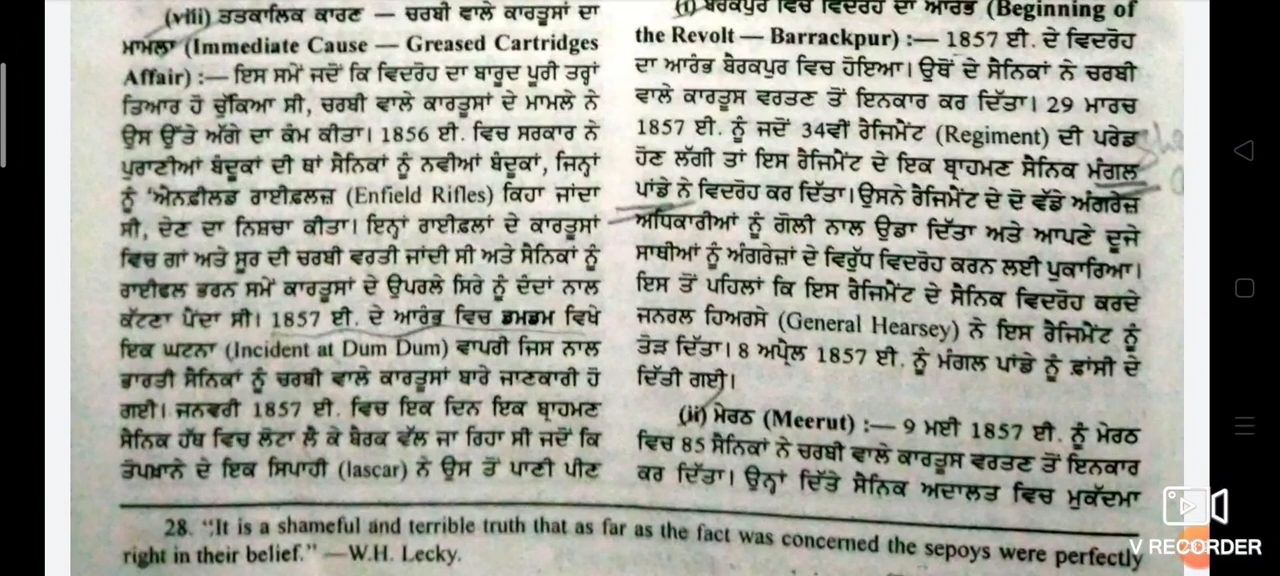 (viii) ਤਤਕਾਲਿਕ ਕਾਰਣ — ਚਰਬੀ ਵਾਲੇ ਕਾਰਤੂਸਾਂ ਦਾ
ਮਾਮਲਾ (Immediate Cause — Greased Cartridges
Affair) :— ਇਸ ਸਮੇਂ ਜਦੋਂ ਕਿ ਵਿਦਰੋਹ ਦਾ ਬਾਰੂਦ ਪੂਰੀ ਤਰ੍ਹਾਂ
ਤਿਆਰ ਹੋ ਚੁੱਕਿਆ ਸੀ, ਚਰਬੀ ਵਾਲੇ ਕਾਰਤੂਸਾਂ ਦੇ ਮਾਮਲੇ ਨੇ
ਉਸ ਉੱਤੇ ਅੱਗ ਦਾ ਕੰਮ ਕੀਤਾ। 1856 ਈ. ਵਿਚ ਸਰਕਾਰ ਨੇ
ਪੁਰਾਣੀਆਂ ਬੰਦੂਕਾਂ ਦੀ ਥਾਂ ਸੈਨਿਕਾਂ ਨੂੰ ਨਵੀਆਂ ਬੰਦੂਕਾਂ, ਜਿਨ੍ਹਾਂ
ਨੂੰ 'ਐਨਫ਼ੀਲਡ ਰਾਈਫ਼ਲਜ਼ (Enfield Rifles) ਕਿਹਾ ਜਾਂਦਾ
ਸੀ, ਦੇਣ ਦਾ ਨਿਸ਼ਚਾ ਕੀਤਾ। ਇਨ੍ਹਾਂ ਰਾਈਫ਼ਲਾਂ ਦੇ ਕਾਰਤੂਸਾਂ
ਵਿਚ ਗਾਂ ਅਤੇ ਸੂਰ ਦੀ ਚਰਬੀ ਵਰਤੀ ਜਾਂਦੀ ਸੀ ਅਤੇ ਸੈਨਿਕਾਂ ਨੂੰ
ਰਾਈਫਲ ਭਰਨ ਸਮੇਂ ਕਾਰਤੂਸਾਂ ਦੇ ਉਪਰਲੇ ਸਿਰੇ ਨੂੰ ਦੰਦਾਂ ਨਾਲ
ਕੱਟਣਾ ਪੈਂਦਾ ਸੀ। 1857 ਈ. ਦੇ ਆਰੰਭ ਵਿਚ ਡਮਡਮ ਵਿਖੇ
ਇਕ ਘਟਨਾ (Incident at Dum Dum) ਵਾਪਰੀ ਜਿਸ ਨਾਲ
ਭਾਰਤੀ ਸੈਨਿਕਾਂ ਨੂੰ ਚਰਬੀ ਵਾਲੇ ਕਾਰਤੂਸਾਂ ਬਾਰੇ ਜਾਣਕਾਰੀ ਹੋ
ਗਈ। ਜਨਵਰੀ 1857 ਈ. ਵਿਚ ਇਕ ਦਿਨ ਇਕ ਬ੍ਰਾਹਮਣ
ਸੈਨਿਕ ਹੱਥ ਵਿਚ ਲੋਟਾ ਲੈ ਕੇ ਬੈਰਕ ਵੱਲ ਜਾ ਰਿਹਾ ਸੀ ਜਦੋਂ ਕਿ
ਤੋਪਖ਼ਾਨੇ ਦੇ ਇਕ ਸਿਪਾਹੀ (lascar) ਨੇ ਉਸ ਤੋਂ ਪਾਣੀ ਪੀਣ
(i) ਬੈਰਕਪੁਰ ਵਿਚ ਵਿਦਰੋਹ ਦਾ ਆਰੰਭ (Beginning of
the Revolt — Barrackpur) :— 1857 ਈ. ਦੇ ਵਿਦਰੋਹ
ਦਾ ਆਰੰਭ ਬੈਰਕਪੁਰ ਵਿਚ ਹੋਇਆ। ਉਥੋਂ ਦੇ ਸੈਨਿਕਾਂ ਨੇ ਚਰਬੀ
ਵਾਲੇ ਕਾਰਤੂਸ ਵਰਤਣ ਤੋਂ ਇਨਕਾਰ ਕਰ ਦਿੱਤਾ। 29 ਮਾਰਚ
1857 ਈ. ਨੂੰ ਜਦੋਂ 34ਵੀਂ ਰੈਜਿਮੈਂਟ (Regiment) ਦੀ ਪਰੇਡ
ਹੋਣ ਲੱਗੀ ਤਾਂ ਇਸ ਰੈਜਿਮੈਂਟ ਦੇ ਇਕ ਬ੍ਰਾਹਮਣ ਸੈਨਿਕ ਮੰਗਲ
ਪਾਂਡੇ ਨੇ ਵਿਦਰੋਹ ਕਰ ਦਿੱਤਾ। ਉਸਨੇ ਰੈਜਿਮੈਂਟ ਦੇ ਦੋ ਵੱਡੇ ਅੰਗਰੇਜ਼
ਅਧਿਕਾਰੀਆਂ ਨੂੰ ਗੋਲੀ ਨਾਲ ਉਡਾ ਦਿੱਤਾ ਅਤੇ ਆਪਣੇ ਦੂਜੇ
ਸਾਥੀਆਂ ਨੂੰ ਅੰਗਰੇਜ਼ਾਂ ਦੇ ਵਿਰੁੱਧ ਵਿਦਰੋਹ ਕਰਨ ਲਈ ਪੁਕਾਰਿਆ।
ਇਸ ਤੋਂ ਪਹਿਲਾਂ ਕਿ ਇਸ ਰੈਜਿਮੈਂਟ ਦੇ ਸੈਨਿਕ ਵਿਦਰੋਹ ਕਰਦੇ
ਜਨਰਲ ਹਿਅਰਸੇ (General Hearsey) ਨੇ ਇਸ ਰੈਜਿਮੈਂਟ ਨੂੰ
ਤੋੜ ਦਿੱਤਾ। 8 ਅਪ੍ਰੈਲ 1857 ਈ. ਨੂੰ ਮੰਗਲ ਪਾਂਡੇ ਨੂੰ ਫ਼ਾਂਸੀ ਦੇ
ਦਿੱਤੀ ਗਈ।
(ii) ਮੇਰਠ (Meerut) :— 9 ਮਈ 1857 ਈ. ਨੂੰ ਮੇਰਠ
ਵਿਚ 85 ਸੈਨਿਕਾਂ ਨੇ ਚਰਬੀ ਵਾਲੇ ਕਾਰਤੂਸ ਵਰਤਣ ਤੋਂ ਇਨਕਾਰ
ਕਰ ਦਿੱਤਾ। ਉਨ੍ਹਾਂ ਦਿੱਤੇ ਸੈਨਿਕ ਅਦਾਲਤ ਵਿਚ ਮੁਕੱਦਮਾ
28. "It is a shameful and terrible truth that as far as the fact was concerned the sepoys were perfectly
right in their belief." —W.H. Lecky.
V RECORDER